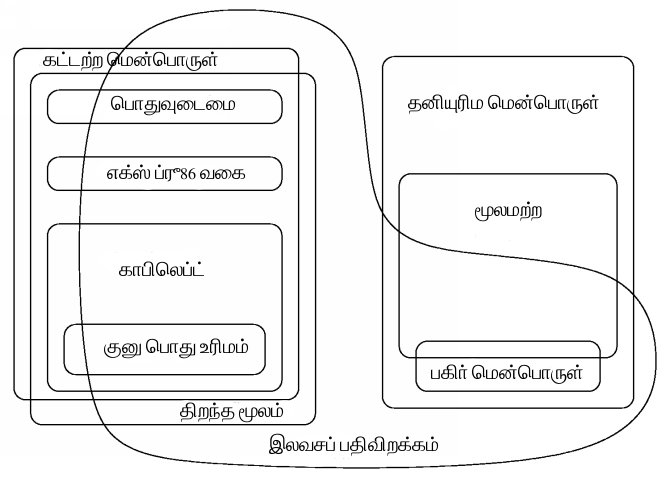 கட்டற்ற மென்பொருள்
பொதுவுடைமை
எக்ஸ் ப்ரீ86 வகை
காபிலெப்ட்
குனு பொது உரிமம்
திறந்த மூலம்
தனியுரிம மென்பொருள்
மூலமற்ற
பகிர் மென்பொருள்
இலவசப் பதிவிறக்கம்